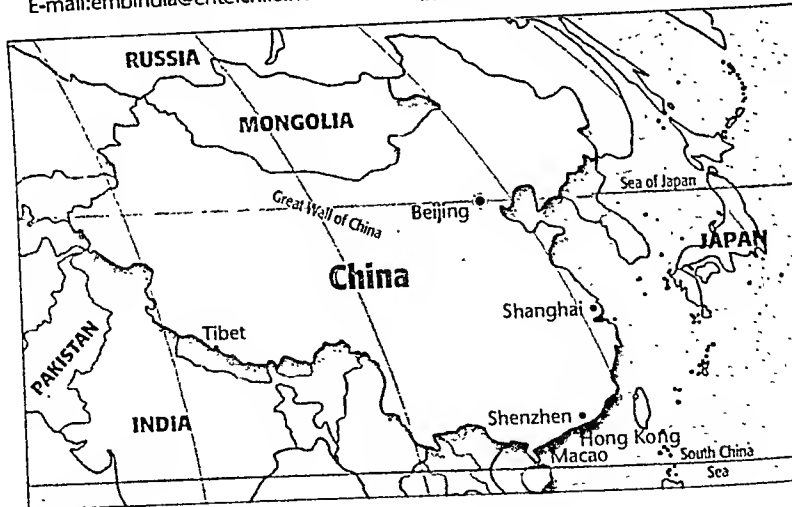 RUSSIA
MONGOLIA
Great Wall of China
Beijing
Sea of Japan
JAPAN
China
Shanghai
Tibet
PAKISTAN
INDIA
Shenzhen
Hong Kong
Macao
South China
Sea